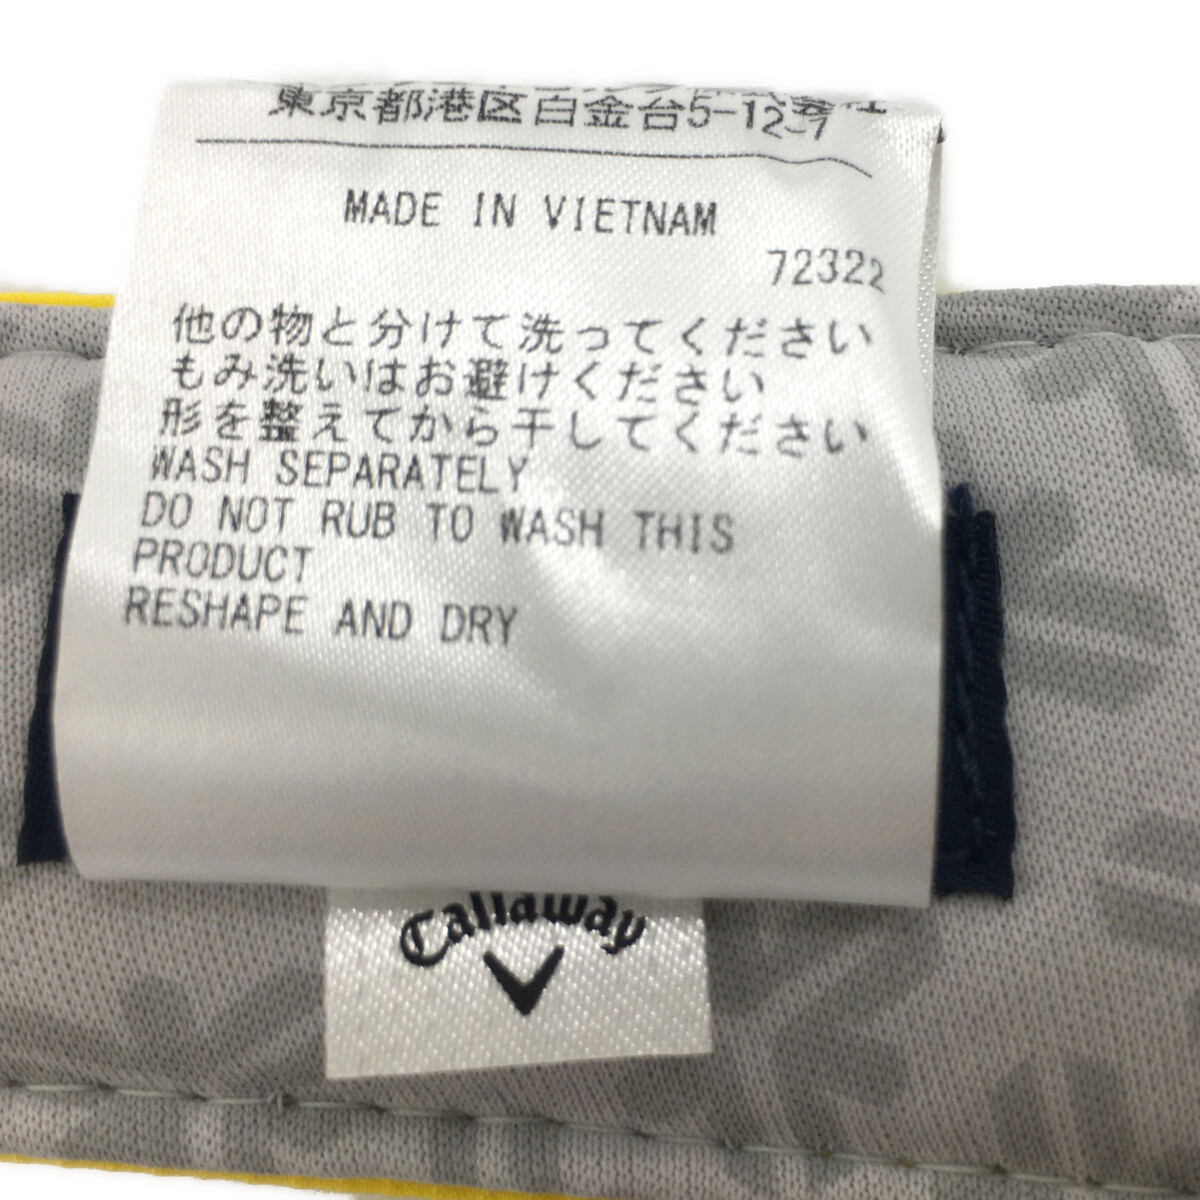 東京都港区白金台5-12-7
MADE IN VIETNAM
72322
他の物と分けて洗ってください
もみ洗いはお避けください
形を整えてから干してください
WASH SEPARATELY
DO NOT RUB TO WASH THIS
PRODUCT
RESHAPE AND DRY
Callaway